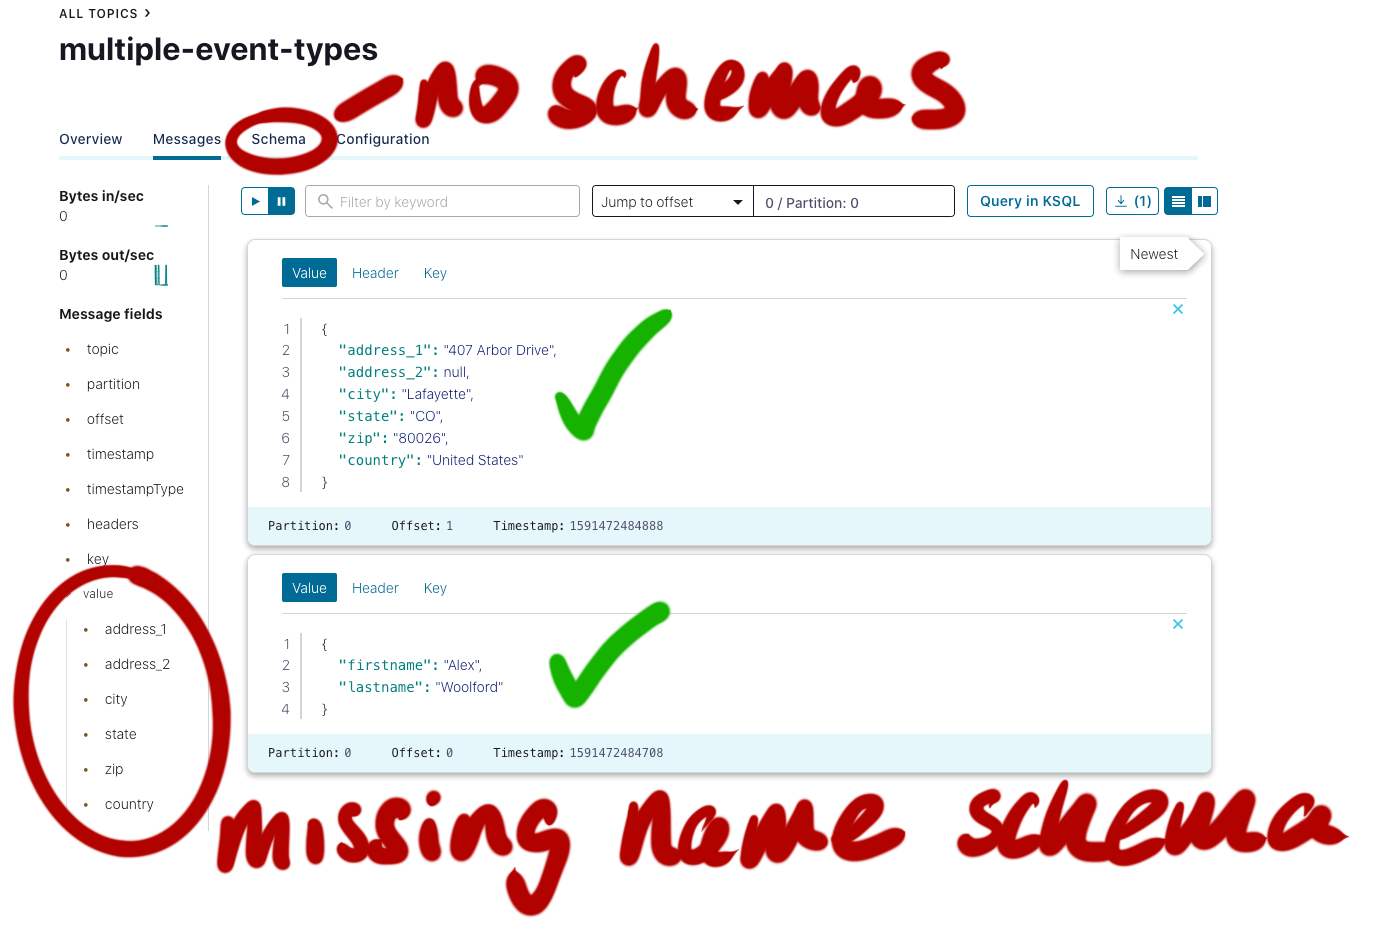 ALL TOPICS >
multiple-event-types
- no schemas
Overview Messages Schema Configuration
Bytes in/sec
0
Bytes out/sec
0
Message fields
• topic
• partition
• offset
• timestamp
• timestampType
• headers
• key
value
• address_1
• address_2
• city
• state
• zip
• country
Filter by keyword Jump to offset 0 / Partition: 0 Query in KSQL (1)
Newest
Value Header Key
1 {
2 "address_1": "407 Arbor Drive",
3 "address_2": null,
4 "city": "Lafayette",
5 "state": "CO",
6 "zip": "80026",
7 "country": "United States"
8 }
Partition: 0 Offset: 1 Timestamp: 1591472484888
Value Header Key
1 {
2 "firstname": "Alex",
3 "lastname": "Woolford"
4 }
Partition: 0 Offset: 0 Timestamp: 1591472484708
missing name schema